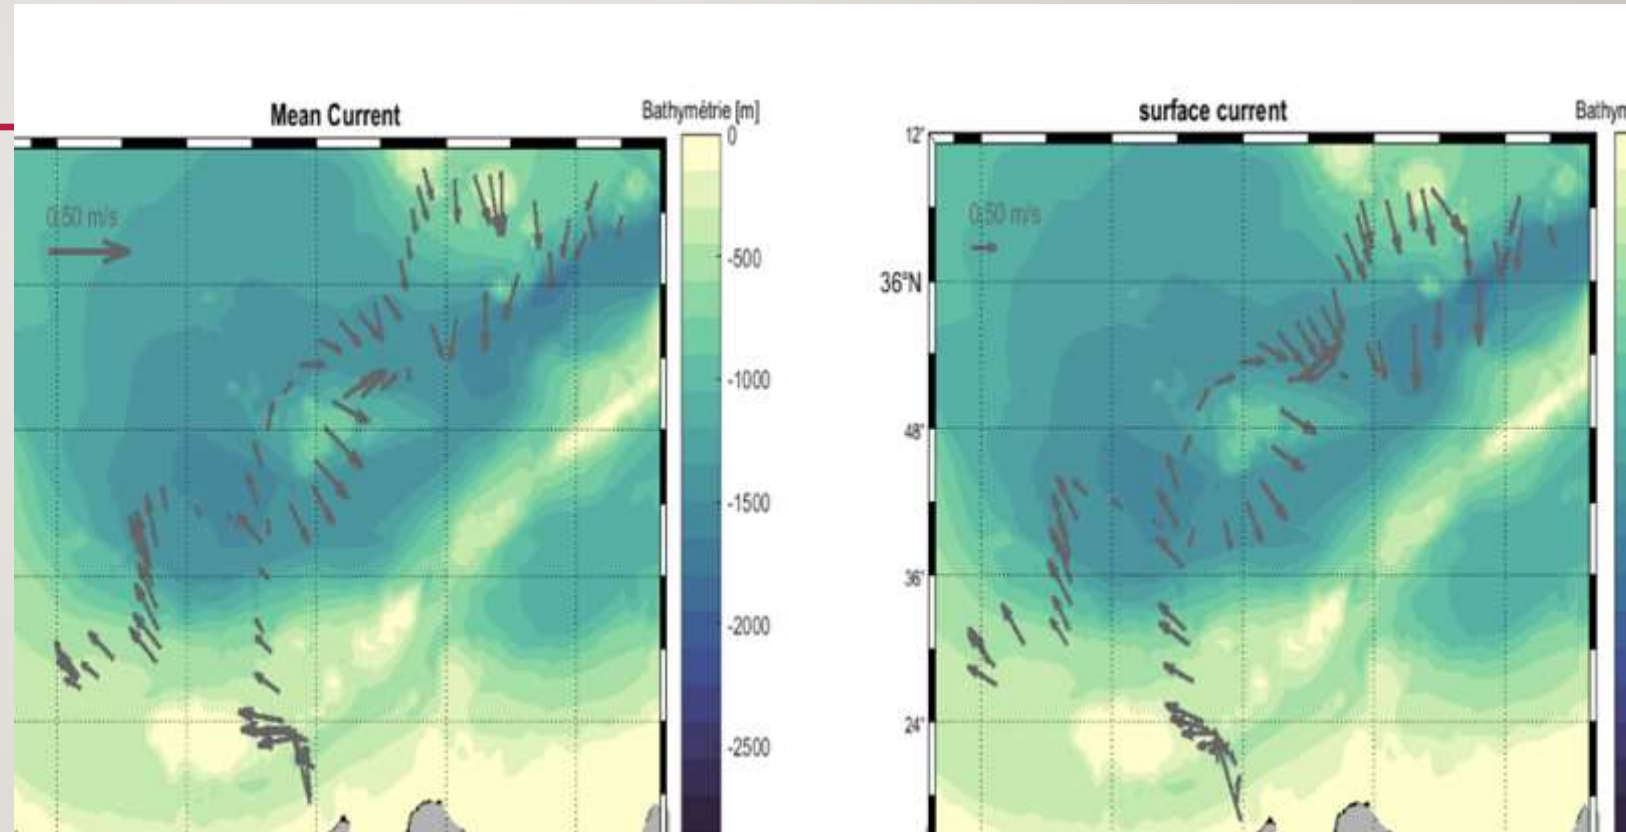 Mean Current
Bathymétrie [m]
0.50 m/s
0
-500
-1000
-1500
-2000
-2500
surface current
Bathym
0.50 m/s
12'
36°N
48'
36'
24'